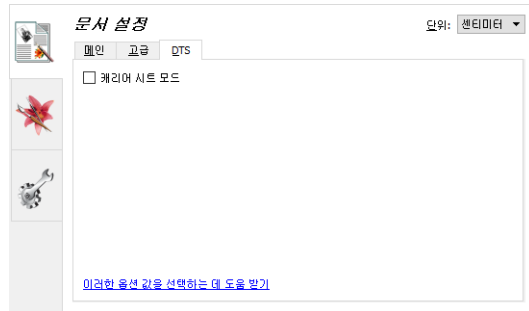 문서 설정
단위: 센티미터
메인 고급 DTS
캐리어 시트 모드
이러한 옵션 값을 선택하는 데 도움 받기